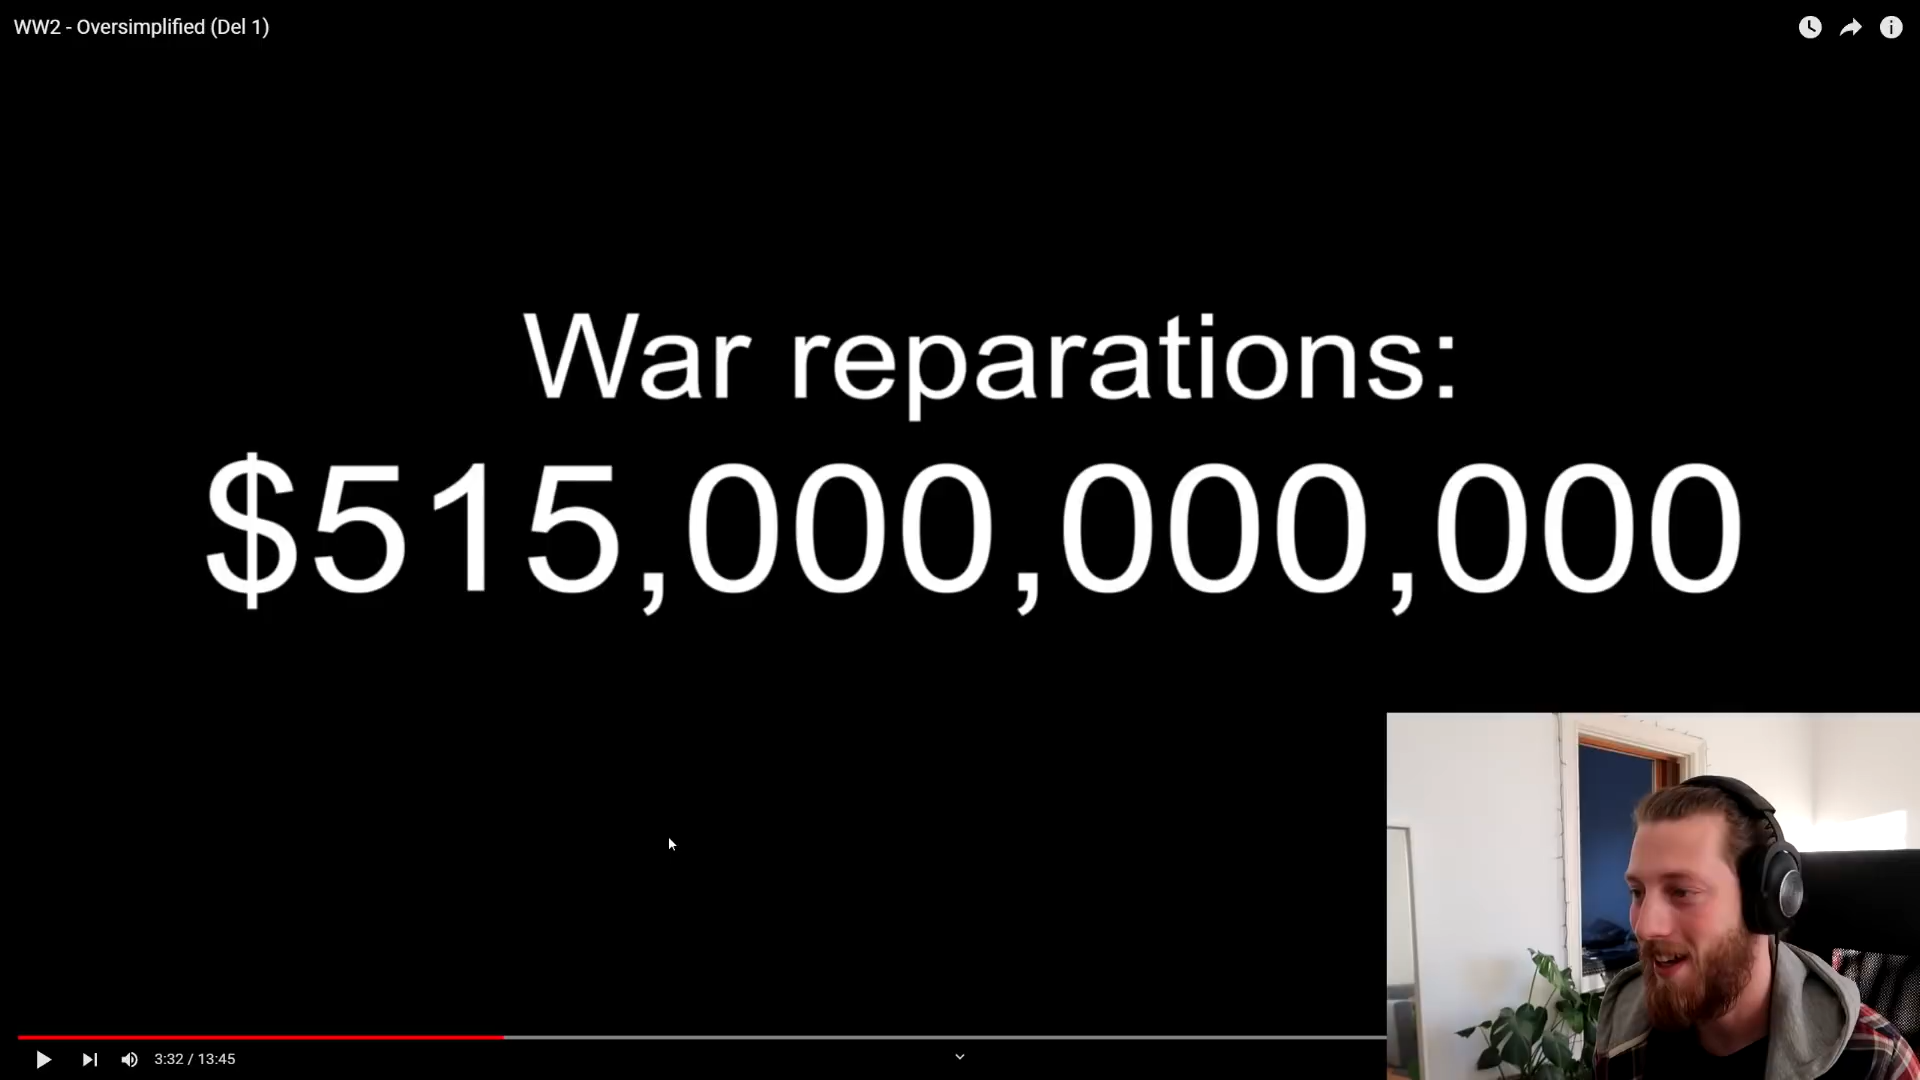 WW2 - Oversimplified (Del 1)
War reparations:
$515,000,000,000
3:32 / 13:45